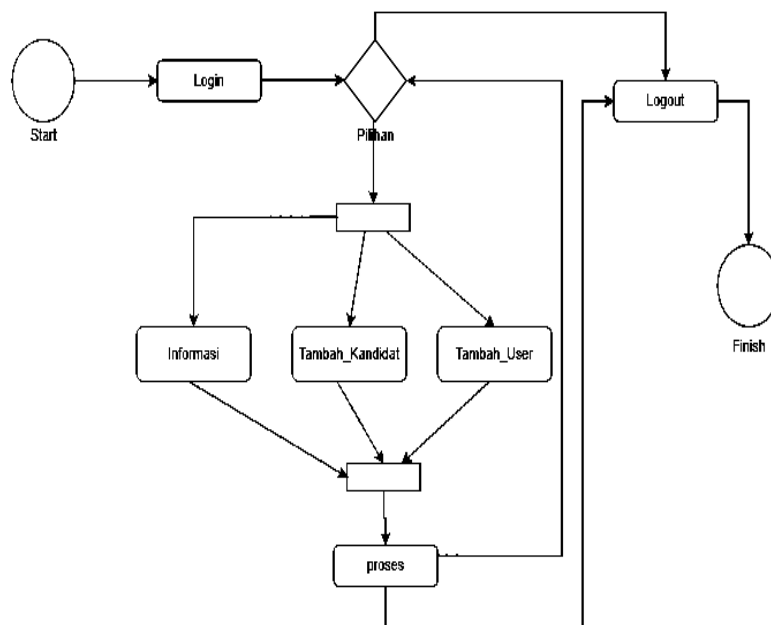 Login
Start
Pilihan
Logout
Informasi
Tambah_Kandidat
Tambah_User
Finish
proses